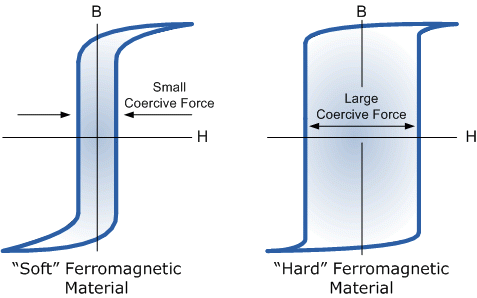 B
Small
Coercive Force
H
“Soft” Ferromagnetic
Material
B
Large
Coercive Force
H
“Hard” Ferromagnetic
Material